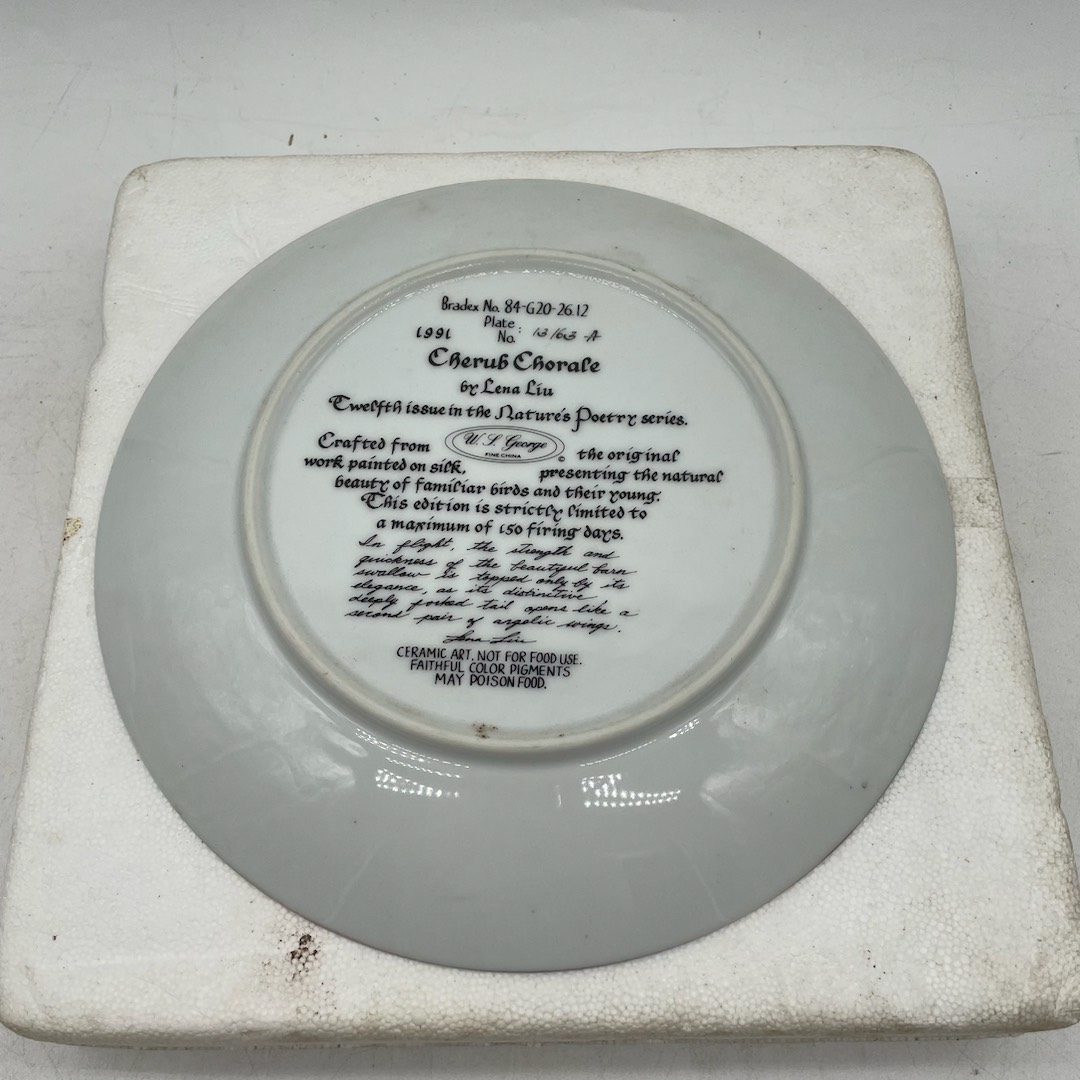 Bradex No. 84-G20-26.12
1991 Plate No. : 13163-A
Cherub Chorale
by Lena Liu
Twelfth issue in the Nature's Poetry series.
Crafted from W. S. George © the original
FINE CHINA
work painted on silk, presenting the natural
beauty of familiar birds and their young.
This edition is strictly limited to
a maximum of 150 firing days.
In flight, the strength and
quickness of the beautiful barn
swallow is topped only by its
elegance, as its distinctive
deeply forked tail opens like a
second pair of angelic wings.
Lena Liu
CERAMIC ART. NOT FOR FOOD USE.
FAITHFUL COLOR PIGMENTS
MAY POISON FOOD.